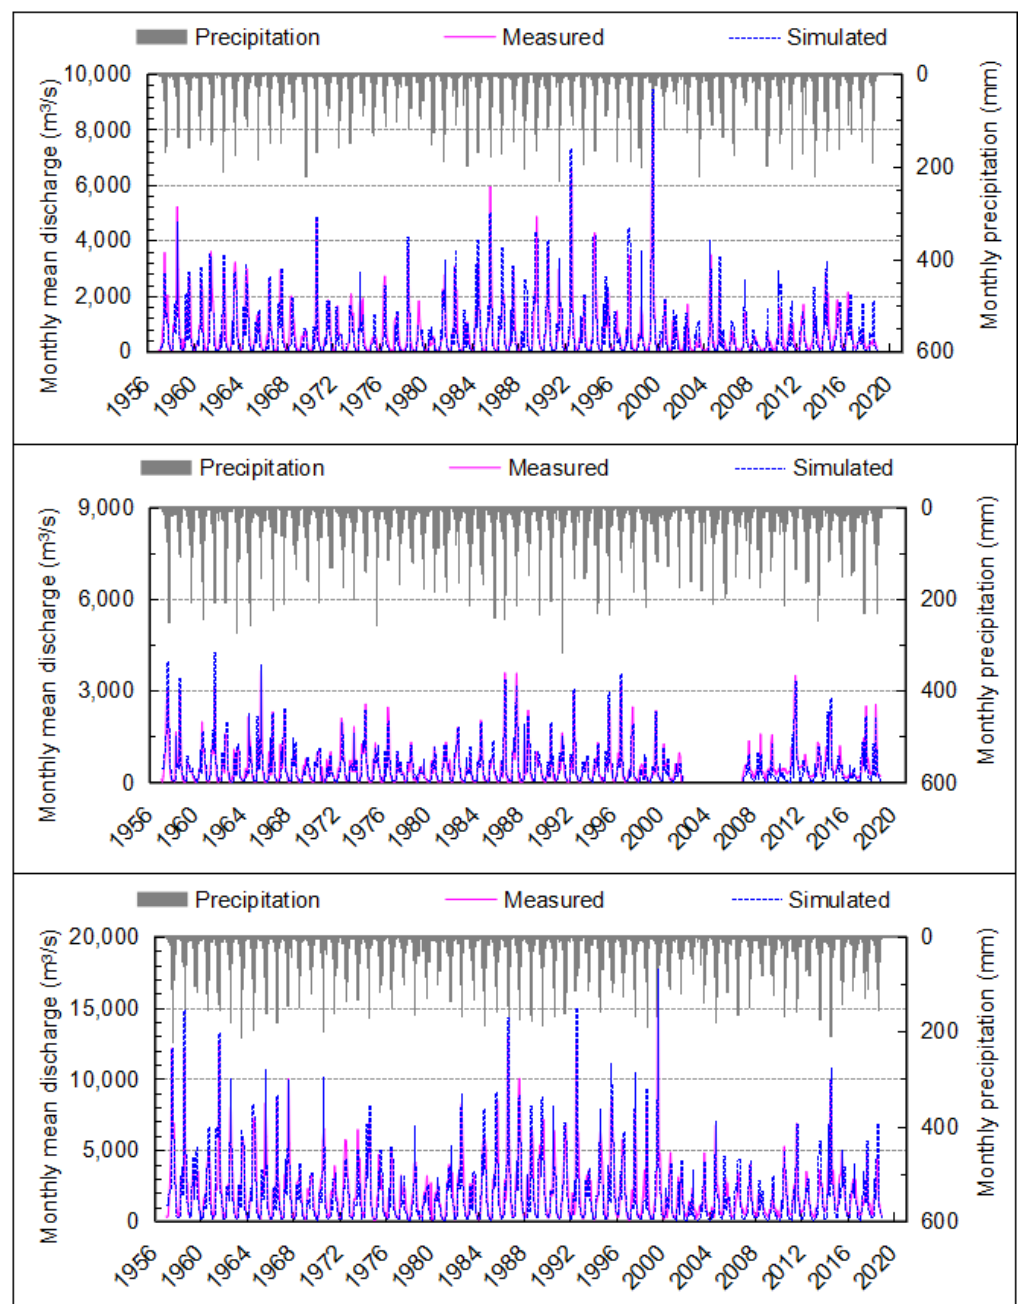 Precipitation Measured Simulated
Monthly mean discharge (m³/s)
10,000
8,000
6,000
4,000
2,000
0
0
200
400
600
Monthly precipitation (mm)
1956 1960 1964 1968 1972 1976 1980 1984 1988 1992 1996 2000 2004 2008 2012 2016 2020
Precipitation Measured Simulated
Monthly mean discharge (m³/s)
9,000
6,000
3,000
0
0
200
400
600
Monthly precipitation (mm)
1956 1960 1964 1968 1972 1976 1980 1984 1988 1992 1996 2000 2004 2008 2012 2016 2020
Precipitation Measured Simulated
Monthly mean discharge (m³/s)
20,000
15,000
10,000
5,000
0
0
200
400
600
Monthly precipitation (mm)
1956 1960 1964 1968 1972 1976 1980 1984 1988 1992 1996 2000 2004 2008 2012 2016 2020